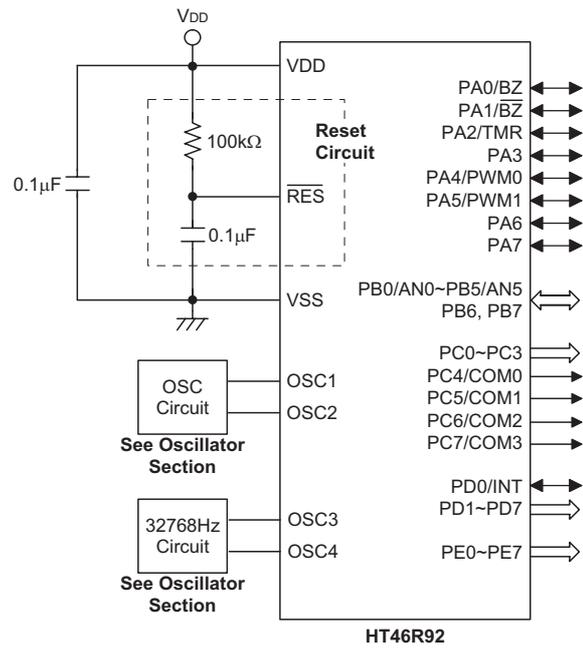 VDD
VDD
100kΩ
Reset
Circuit
0.1μF
RES
0.1μF
VSS
OSC
Circuit
OSC1
OSC2
See Oscillator
Section
32768Hz
Circuit
OSC3
OSC4
See Oscillator
Section
PA0/BZ
PA1/B̅Z̅
PA2/TMR
PA3
PA4/PWM0
PA5/PWM1
PA6
PA7
PB0/AN0~PB5/AN5
PB6, PB7
PC0~PC3
PC4/COM0
PC5/COM1
PC6/COM2
PC7/COM3
PD0/INT
PD1~PD7
PE0~PE7
HT46R92